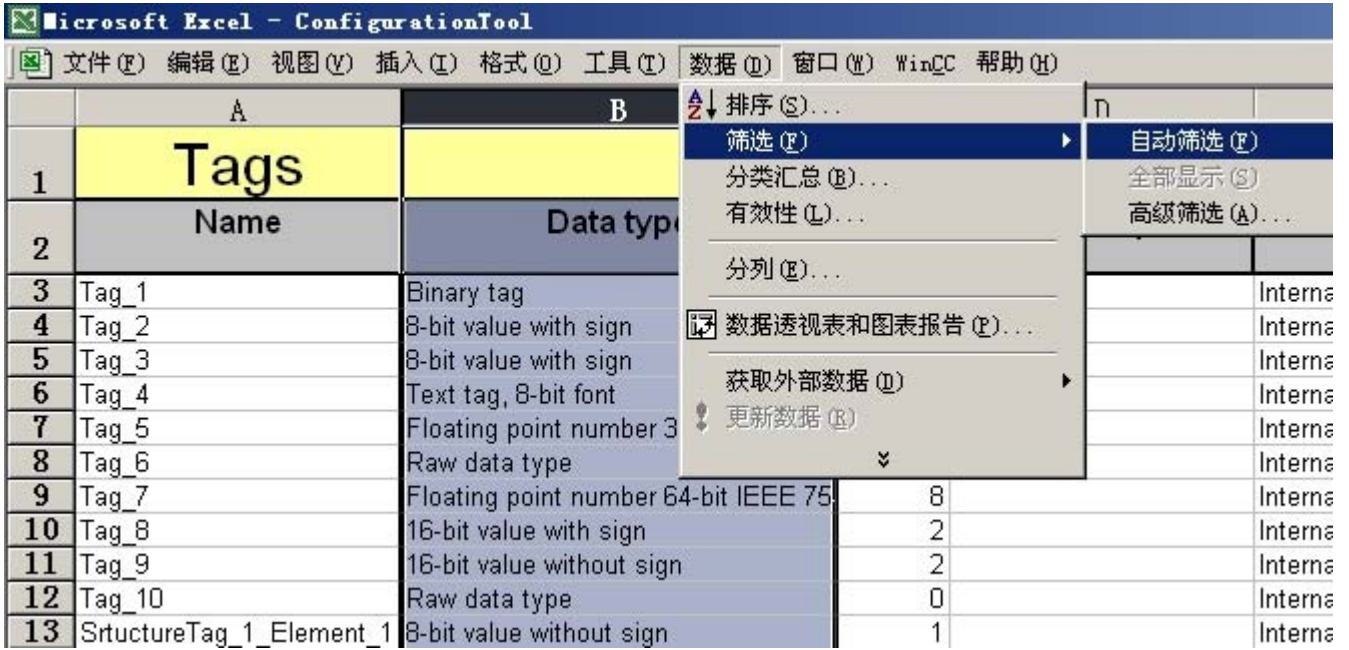 Microsoft Excel - ConfigurationTool
文件(F) 编辑(E) 视图(V) 插入(I) 格式(O) 工具(T) 数据(D) 窗口(W) WinCC 帮助(H)
A B D
排序(S)...
筛选(F)
分类汇总(B)...
有效性(L)...
分列(E)...
数据透视表和图表报告(P)...
获取外部数据(D)
更新数据(R)
自动筛选(F)
全部显示(S)
高级筛选(A)...
1 Tags
2 Name Data type
3 Tag_1 Binary tag Interna
4 Tag_2 8-bit value with sign Interna
5 Tag_3 8-bit value with sign Interna
6 Tag_4 Text tag, 8-bit font Interna
7 Tag_5 Floating point number 3 Interna
8 Tag_6 Raw data type Interna
9 Tag_7 Floating point number 64-bit IEEE 75 8 Interna
10 Tag_8 16-bit value with sign 2 Interna
11 Tag_9 16-bit value without sign 2 Interna
12 Tag_10 Raw data type 0 Interna
13 SrtuctureTag_1_Element_1 8-bit value without sign 1 Interna